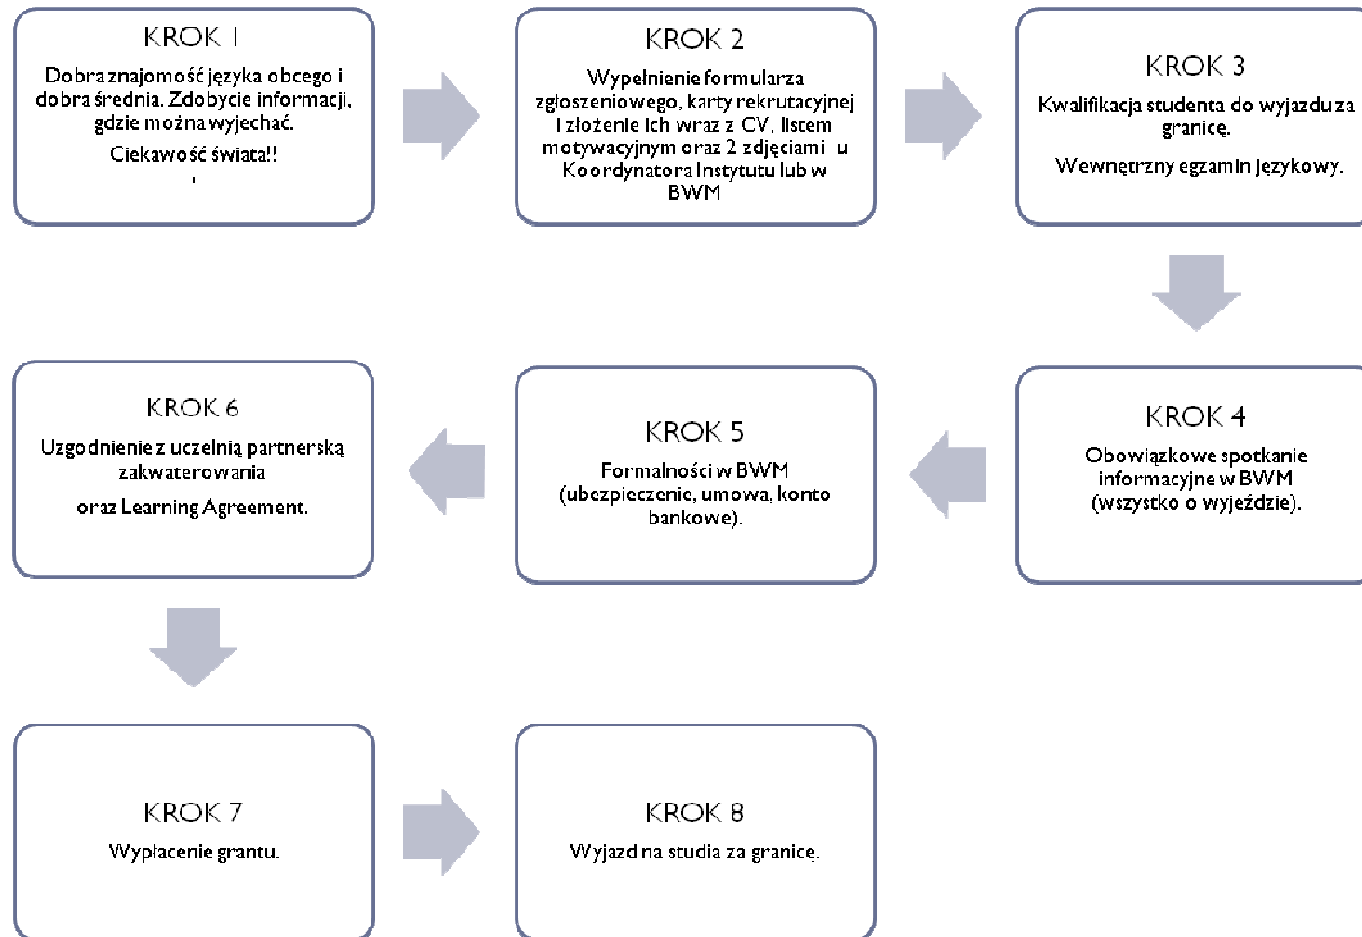 KROK 1
Dobra znajomość języka obcego i
dobra średnia. Zdobycie informacji,
gdzie można wyjechać.
Ciekawość świata!!
KROK 2
Wypełnienie formularza
zgłoszeniowego, karty rekrutacyjnej
i złożenie ich wraz z CV, listem
motywacyjnym oraz 2 zdjęciami u
Koordynatora Instytutu lub w
BWM
KROK 3
Kwalifikacja studenta do wyjazdu za
granicę.
Wewnętrzny egzamin językowy.
KROK 4
Obowiązkowe spotkanie
informacyjne w BWM
(wszystko o wyjeździe).
KROK 5
Formalności w BWM
(ubezpieczenie, umowa, konto
bankowe).
KROK 6
Uzgodnienie z uczelnią partnerską
zakwaterowania
oraz Learning Agreement.
KROK 7
Wypłacenie grantu.
KROK 8
Wyjazd na studia za granicę.